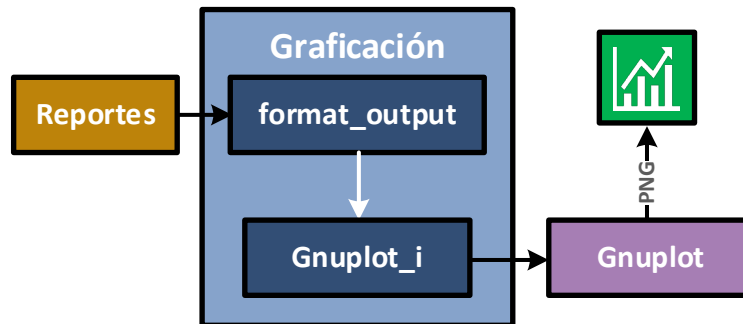 Graficación
Reportes
format_output
Gnuplot_i
Gnuplot
PNG